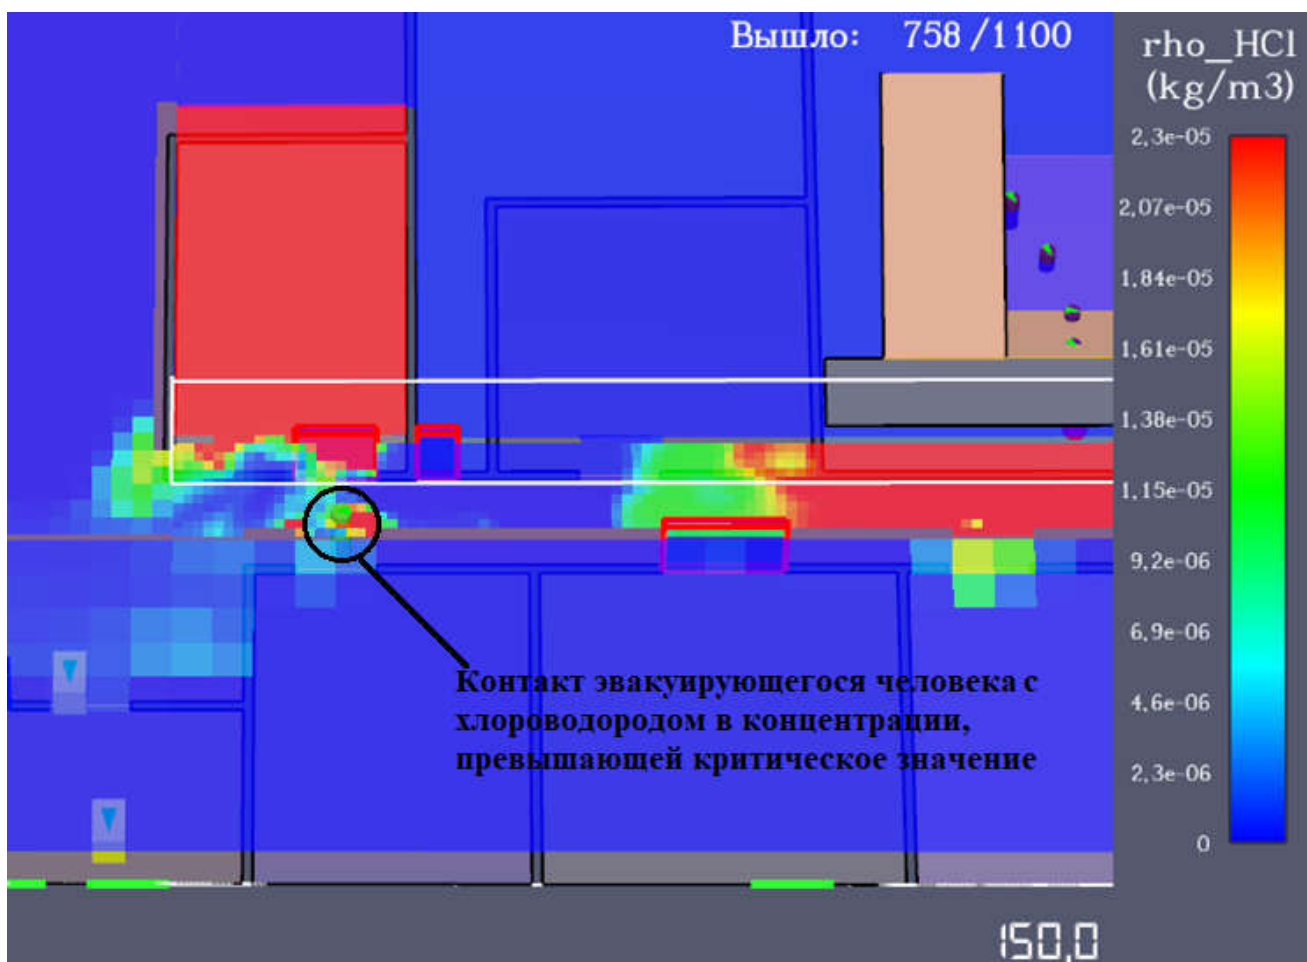 Вышло: 758 /1100
rho_HCl
(kg/m3)
2,3e-05
2,07e-05
1,84e-05
1,61e-05
1,38e-05
1,15e-05
9,2e-06
6,9e-06
4,6e-06
2,3e-06
0
Контакт эвакуирующегося человека с
хлороводородом в концентрации,
превышающей критическое значение
150,0